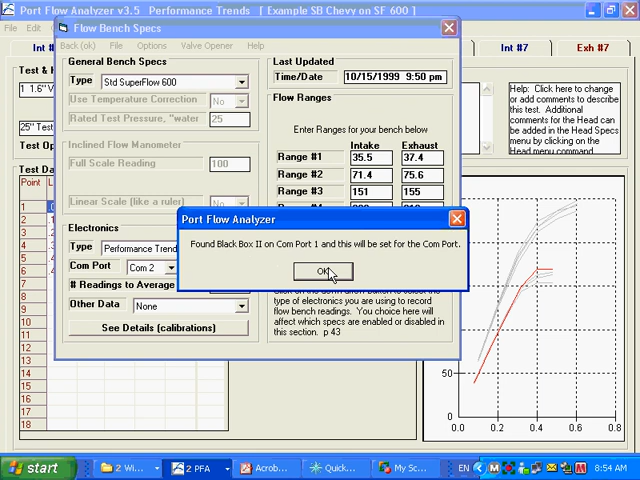 Port Flow Analyzer v3.5 Performance Trends [ Example SB Chevy on SF 600 ]
File
Int #7
Exh #7
Flow Bench Specs
Back (ok) File Options Valve Opener Help
General Bench Specs
Type Std SuperFlow 600
Use Temperature Correction No
Rated Test Pressure, "water 25
Inclined Flow Manometer
Full Scale Reading 100
Linear Scale (like a ruler) No
Electronics
Type Performance Trend
Com Port Com 2
# Readings to Average
Other Data None
See Details (calibrations)
Last Updated
Time/Date 10/15/1999 9:50 pm
Flow Ranges
Enter Ranges for your bench below
Intake Exhaust
Range #1 35.5 37.4
Range #2 71.4 75.6
Range #3 151 155
type of electronics you are using to record
flow bench readings. You choice here will
affect which specs are enabled or disabled in
this section. p 43
Port Flow Analyzer
Found Black Box II on Com Port 1 and this will be set for the Com Port.
OK
Help: Click here to change
or add comments to describe
this test. Additional
comments for the Head can
be added in the Head Specs
menu by clicking on the
Head menu command
Test & H
1 1.6" V
25" Test
Test Op
Test Da
Point
1
2
3
4
6
7
8
9
10
11
12
13
14
15
16
17
18
50
0
0.0 0.2 0.4 0.6 0.8
start
2 Wi...
2 PFA
Acrob...
Quick...
My Sc...
EN
8:54 AM